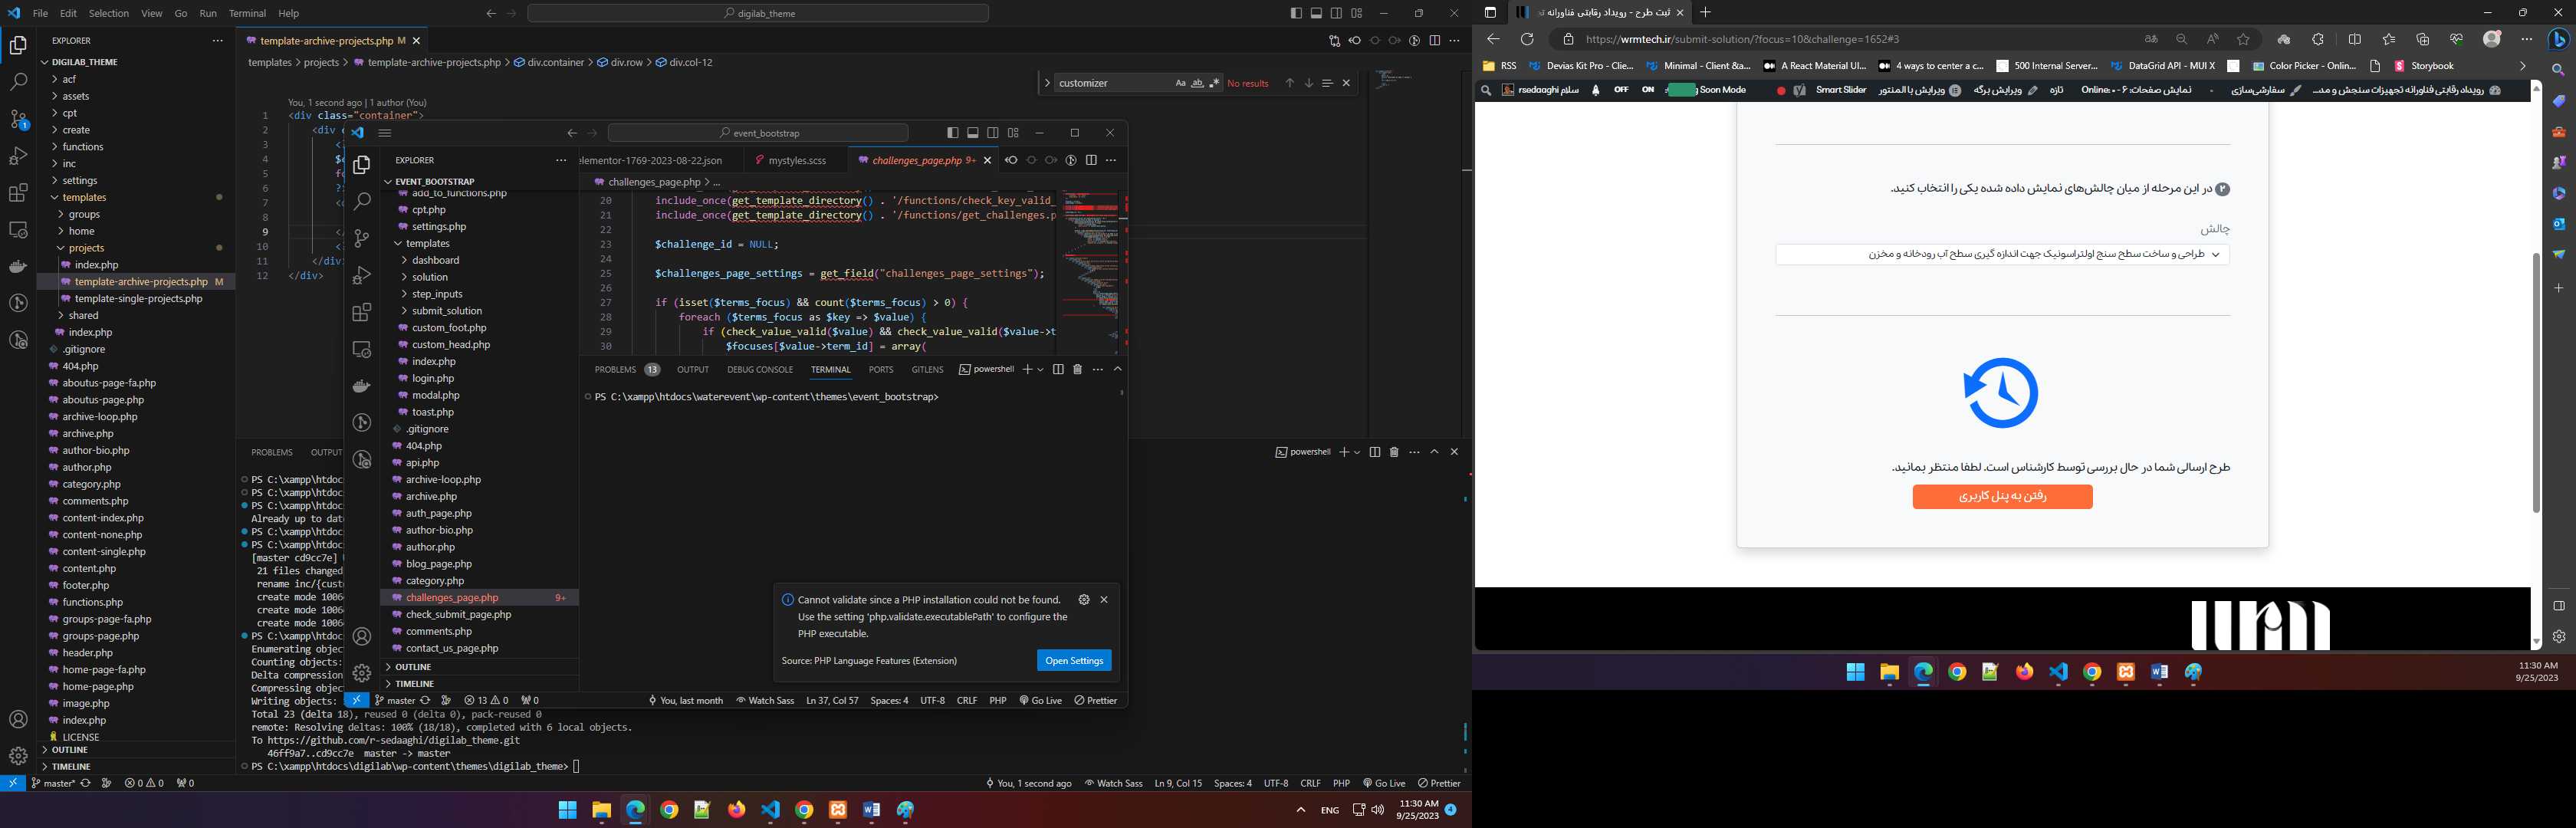 File Edit Selection View Go Run Terminal Help
digilab_theme
EXPLORER
DIGILAB_THEME
acf
assets
cpt
create
functions
inc
settings
templates
groups
home
projects
index.php
template-archive-projects.php M
template-single-projects.php
shared
index.php
.gitignore
404.php
aboutus-page-fa.php
aboutus-page.php
archive-loop.php
archive.php
author-bio.php
author.php
category.php
comments.php
content-index.php
content-none.php
content-single.php
content.php
footer.php
functions.php
groups-page-fa.php
groups-page.php
header.php
home-page-fa.php
home-page.php
image.php
index.php
LICENSE
OUTLINE
TIMELINE
template-archive-projects.php M
templates > projects > template-archive-projects.php > div.container > div.row > div.col-12
customizer
Aa
ab
No results
You, 1 second ago | 1 author (You)
1 <div class="container">
2 <div c
3 <
4 $
5 fo
6 ?
7 <
8
9 </
10 <
11 </di
12 </div>
event_bootstrap
EXPLORER
EVENT_BOOTSTRAP
add_to_functions.php
cpt.php
settings.php
templates
dashboard
solution
step_inputs
submit_solution
custom_foot.php
custom_head.php
index.php
login.php
modal.php
toast.php
.gitignore
404.php
api.php
archive-loop.php
archive.php
auth_page.php
author-bio.php
author.php
blog_page.php
category.php
challenges_page.php 9+
check_submit_page.php
comments.php
contact_us_page.php
OUTLINE
TIMELINE
elementor-1769-2023-08-22.json
mystyles.scss
challenges_page.php 9+
challenges_page.php > ...
20 include_once(get_template_directory() . '/functions/check_key_valid_
21 include_once(get_template_directory() . '/functions/get_challenges.p
22
23 $challenge_id = NULL;
24
25 $challenges_page_settings = get_field("challenges_page_settings");
26
27 if (isset($terms_focus) && count($terms_focus) > 0) {
28 foreach ($terms_focus as $key => $value) {
29 if (check_value_valid($value) && check_value_valid($value->t
30 $focuses[$value->term_id] = array(
PROBLEMS 13 OUTPUT DEBUG CONSOLE TERMINAL PORTS GITLENS powershell
PS C:\xampp\htdocs\waterevent\wp-content\themes\event_bootstrap>
Cannot validate since a PHP installation could not be found.
Use the setting 'php.validate.executablePath' to configure the
PHP executable.
Source: PHP Language Features (Extension)
Open Settings
master 13 0 0 You, last month Watch Sass Ln 37, Col 57 Spaces: 4 UTF-8 CRLF PHP Go Live Prettier
PROBLEMS OUTPUT
powershell
PS C:\xampp\htdoc
PS C:\xampp\htdoc
PS C:\xampp\htdoc
Already up to dat
PS C:\xampp\htdoc
PS C:\xampp\htdoc
[master cd9cc7e]
21 files changed
rename inc/{cust
create mode 1006
create mode 1006
create mode 1006
PS C:\xampp\htdoc
Enumerating objec
Counting objects:
Delta compression
Compressing objec
Writing objects:
Total 23 (delta 18), reused 0 (delta 0), pack-reused 0
remote: Resolving deltas: 100% (18/18), completed with 6 local objects.
To https://github.com/r-sedaaghi/digilab_theme.git
46ff9a7..cd9cc7e master -> master
PS C:\xampp\htdocs\digilab\wp-content\themes\digilab_theme>
master* 0 0 0 You, 1 second ago Watch Sass Ln 9, Col 15 Spaces: 4 UTF-8 CRLF PHP Go Live Prettier
ENG
11:30 AM
9/25/2023
4
ثبت طرح - رویداد رقابتی فناورانه تج
https://wrmtech.ir/submit-solution/?focus=10&challenge=1652#3
RSS
Devias Kit Pro - Clie...
Minimal - Client &a...
A React Material UI...
4 ways to center a c...
500 Internal Server...
DataGrid API - MUI X
Color Picker - Onlin...
Storybook
رویداد رقابتی فناورانه تجهیزات سنجش و مد...
سفارشی‌سازی
نمایش صفحات: ۶ - Online: ۰
تازه
ویرایش برگه
ویرایش با المنتور
Smart Slider
g Soon Mode
ON
OFF
سلام rsedaaghi
۲ در این مرحله از میان چالش‌های نمایش داده شده یکی را انتخاب کنید.
چالش
طراحی و ساخت سطح سنج اولتراسونیک جهت اندازه گیری سطح آب رودخانه و مخزن
طرح ارسالی شما در حال بررسی توسط کارشناس است. لطفا منتظر بمانید.
رفتن به پنل کاربری
11:30 AM
9/25/2023